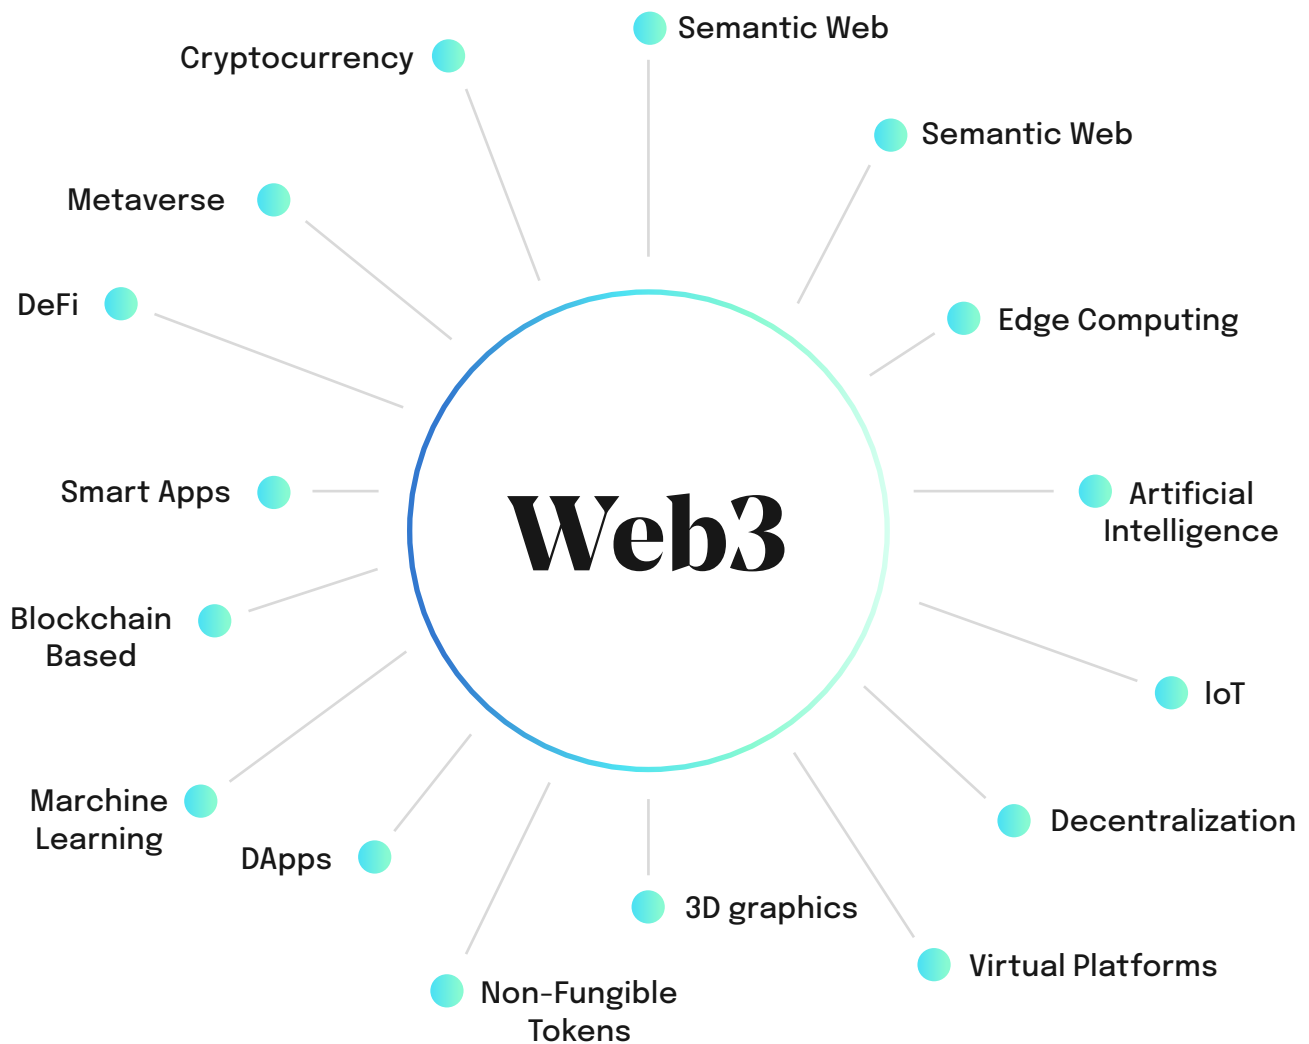 Semantic Web
Cryptocurrency
Semantic Web
Metaverse
DeFi
Edge Computing
Smart Apps
Artificial
Intelligence
Web3
Blockchain
Based
IoT
Marchine
Learning
Decentralization
DApps
3D graphics
Virtual Platforms
Non-Fungible
Tokens